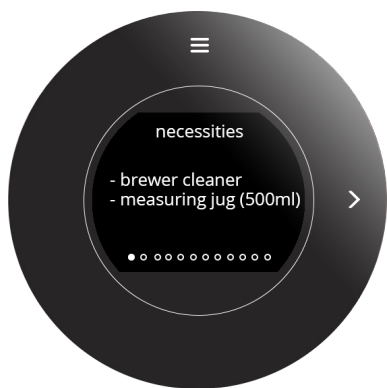 necessities
- brewer cleaner
- measuring jug (500ml)